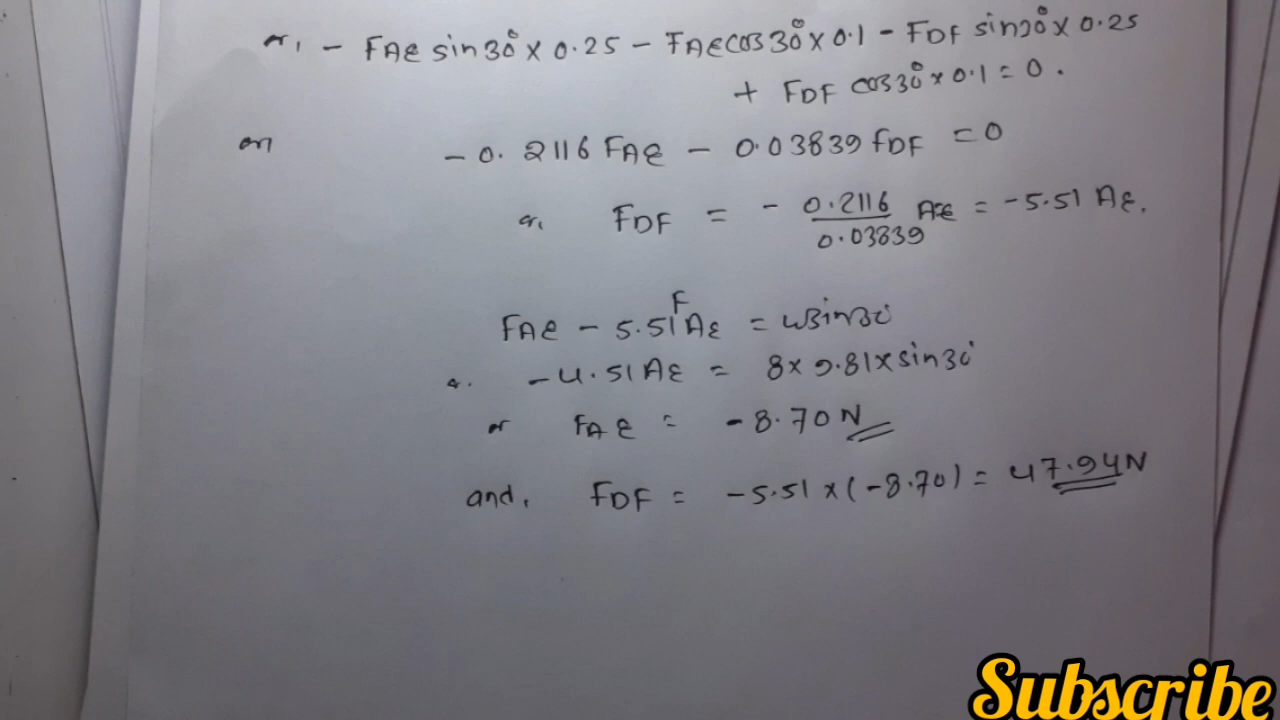 or, - FAE sin30° × 0.25 - FAE cos30° × 0.1 - FDF sin30° × 0.25
+ FDF cos30° × 0.1 = 0.
or - 0.2116 FAE - 0.03839 FDF = 0
or, FDF = - 0.2116/0.03839 AFE = -5.51 AE.
FAE - 5.51 FAE = w sin30
or. - 4.51 AE = 8 × 9.81 × sin30°
or FAE = - 8.70 N
and, FDF = -5.51 × (-8.70) = 47.94 N
Subscribe